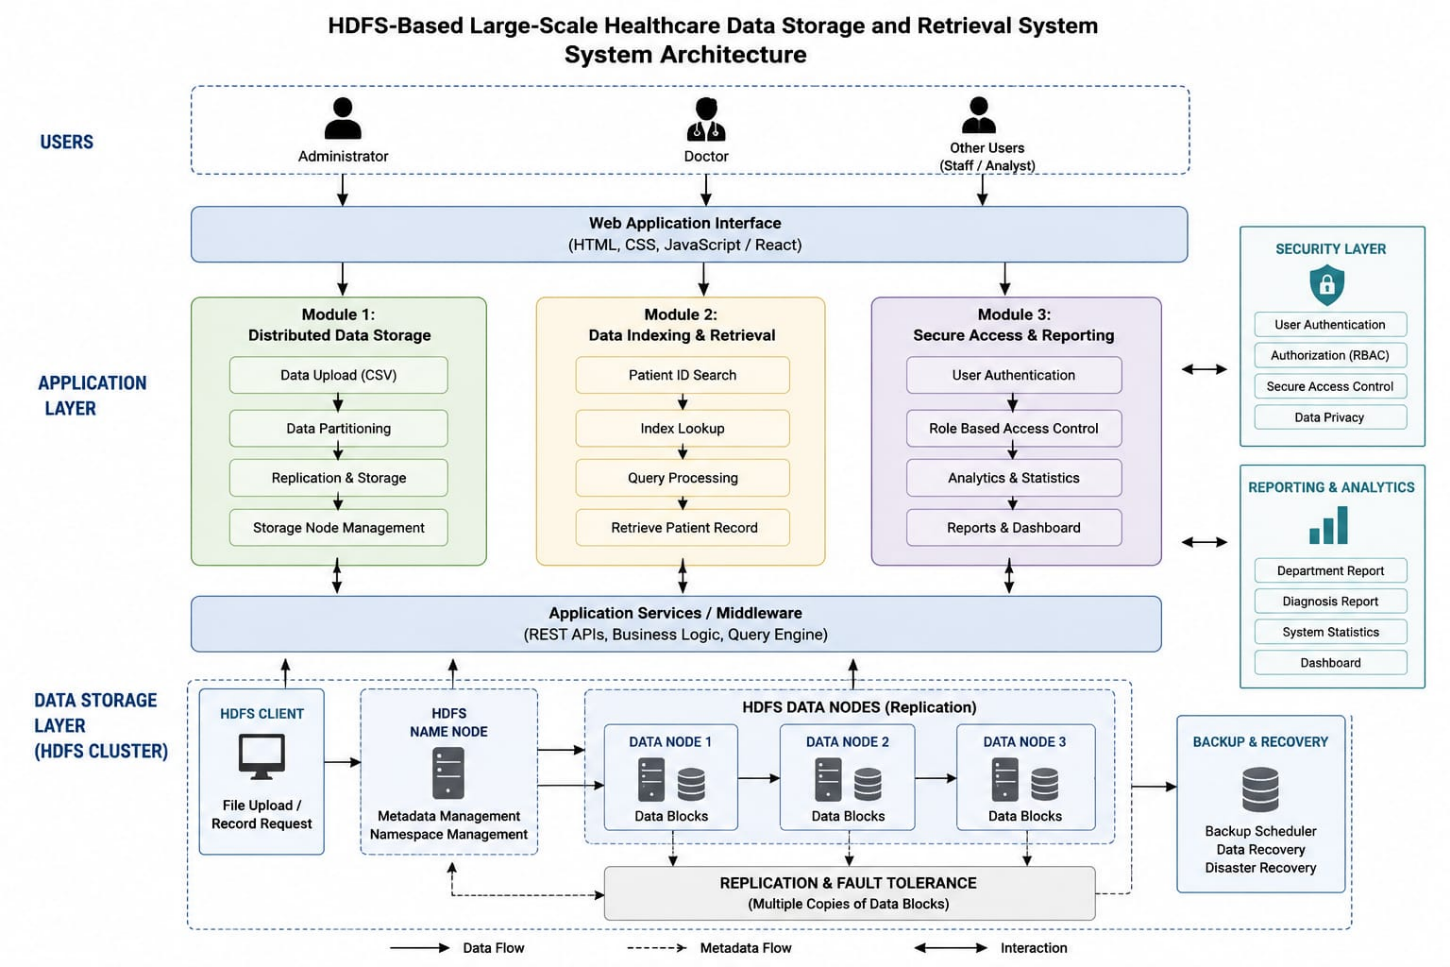 HDFS-Based Large-Scale Healthcare Data Storage and Retrieval System
System Architecture
USERS
Administrator
Doctor
Other Users
(Staff / Analyst)
Web Application Interface
(HTML, CSS, JavaScript / React)
APPLICATION
LAYER
Module 1:
Distributed Data Storage
Data Upload (CSV)
Data Partitioning
Replication & Storage
Storage Node Management
Module 2:
Data Indexing & Retrieval
Patient ID Search
Index Lookup
Query Processing
Retrieve Patient Record
Module 3:
Secure Access & Reporting
User Authentication
Role Based Access Control
Analytics & Statistics
Reports & Dashboard
SECURITY LAYER
User Authentication
Authorization (RBAC)
Secure Access Control
Data Privacy
REPORTING & ANALYTICS
Department Report
Diagnosis Report
System Statistics
Dashboard
Application Services / Middleware
(REST APIs, Business Logic, Query Engine)
DATA STORAGE
LAYER
(HDFS CLUSTER)
HDFS CLIENT
File Upload /
Record Request
HDFS
NAME NODE
Metadata Management
Namespace Management
HDFS DATA NODES (Replication)
DATA NODE 1
Data Blocks
DATA NODE 2
Data Blocks
DATA NODE 3
Data Blocks
REPLICATION & FAULT TOLERANCE
(Multiple Copies of Data Blocks)
BACKUP & RECOVERY
Backup Scheduler
Data Recovery
Disaster Recovery
Data Flow
Metadata Flow
Interaction